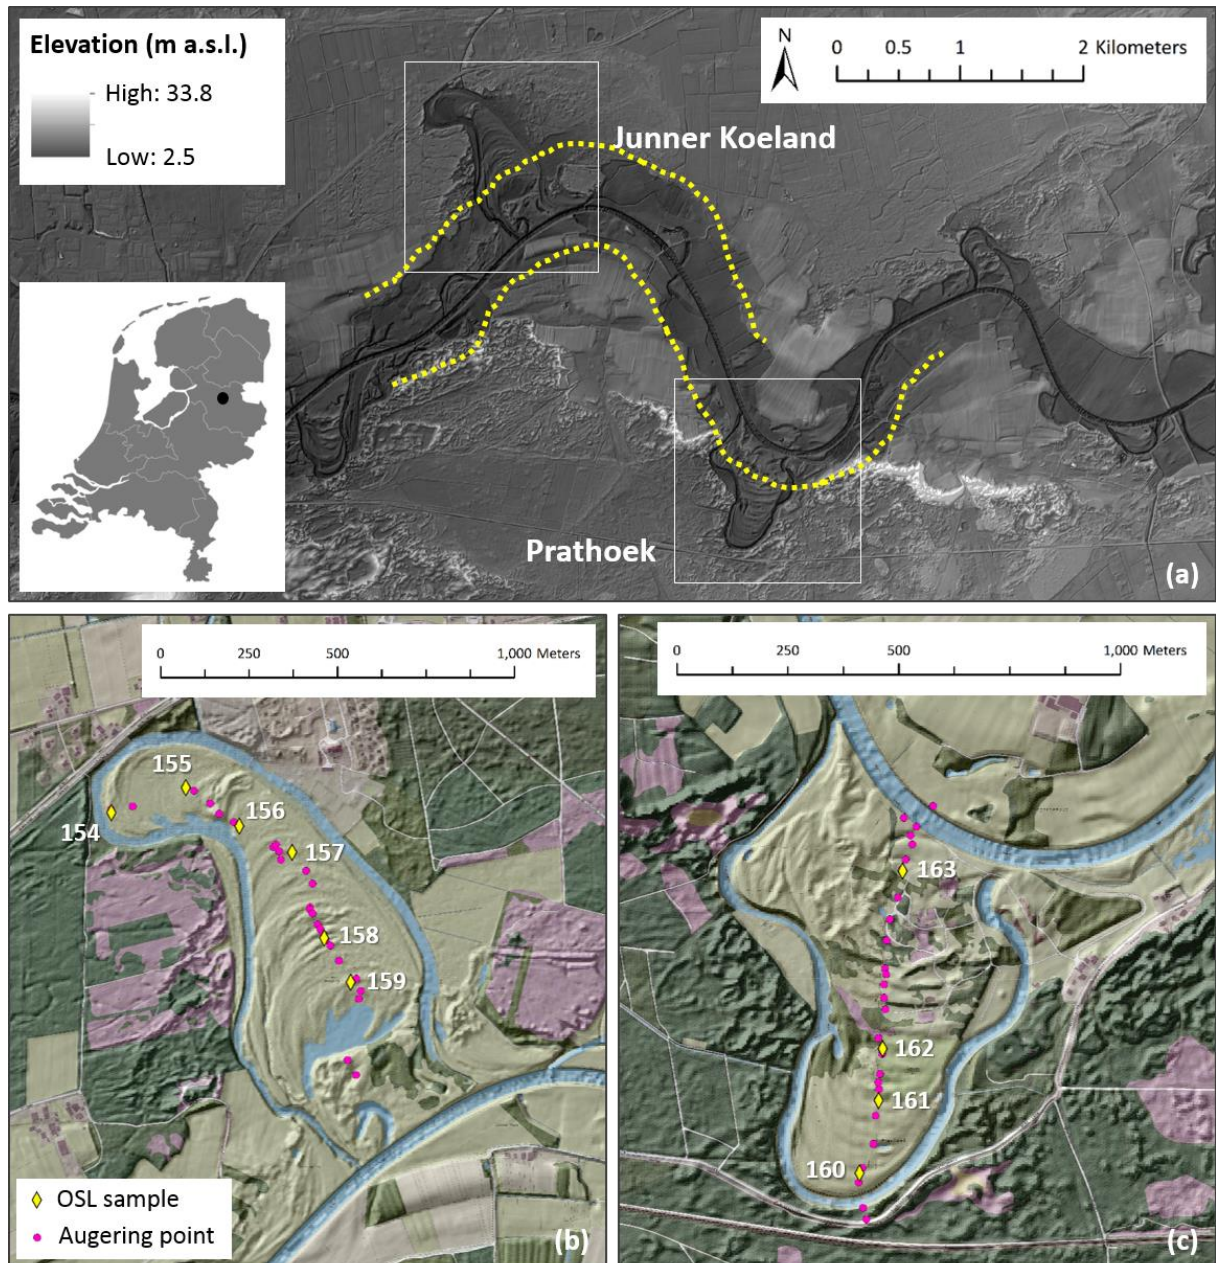 Elevation (m a.s.l.)
High: 33.8
Low: 2.5
N
0 0.5 1 2 Kilometers
Junner Koeland
Prathoek
(a)
0 250 500 1,000 Meters
155
154
156
157
158
159
OSL sample
Augering point
(b)
0 500 1,000 Meters
250
163
162
161
160
(c)